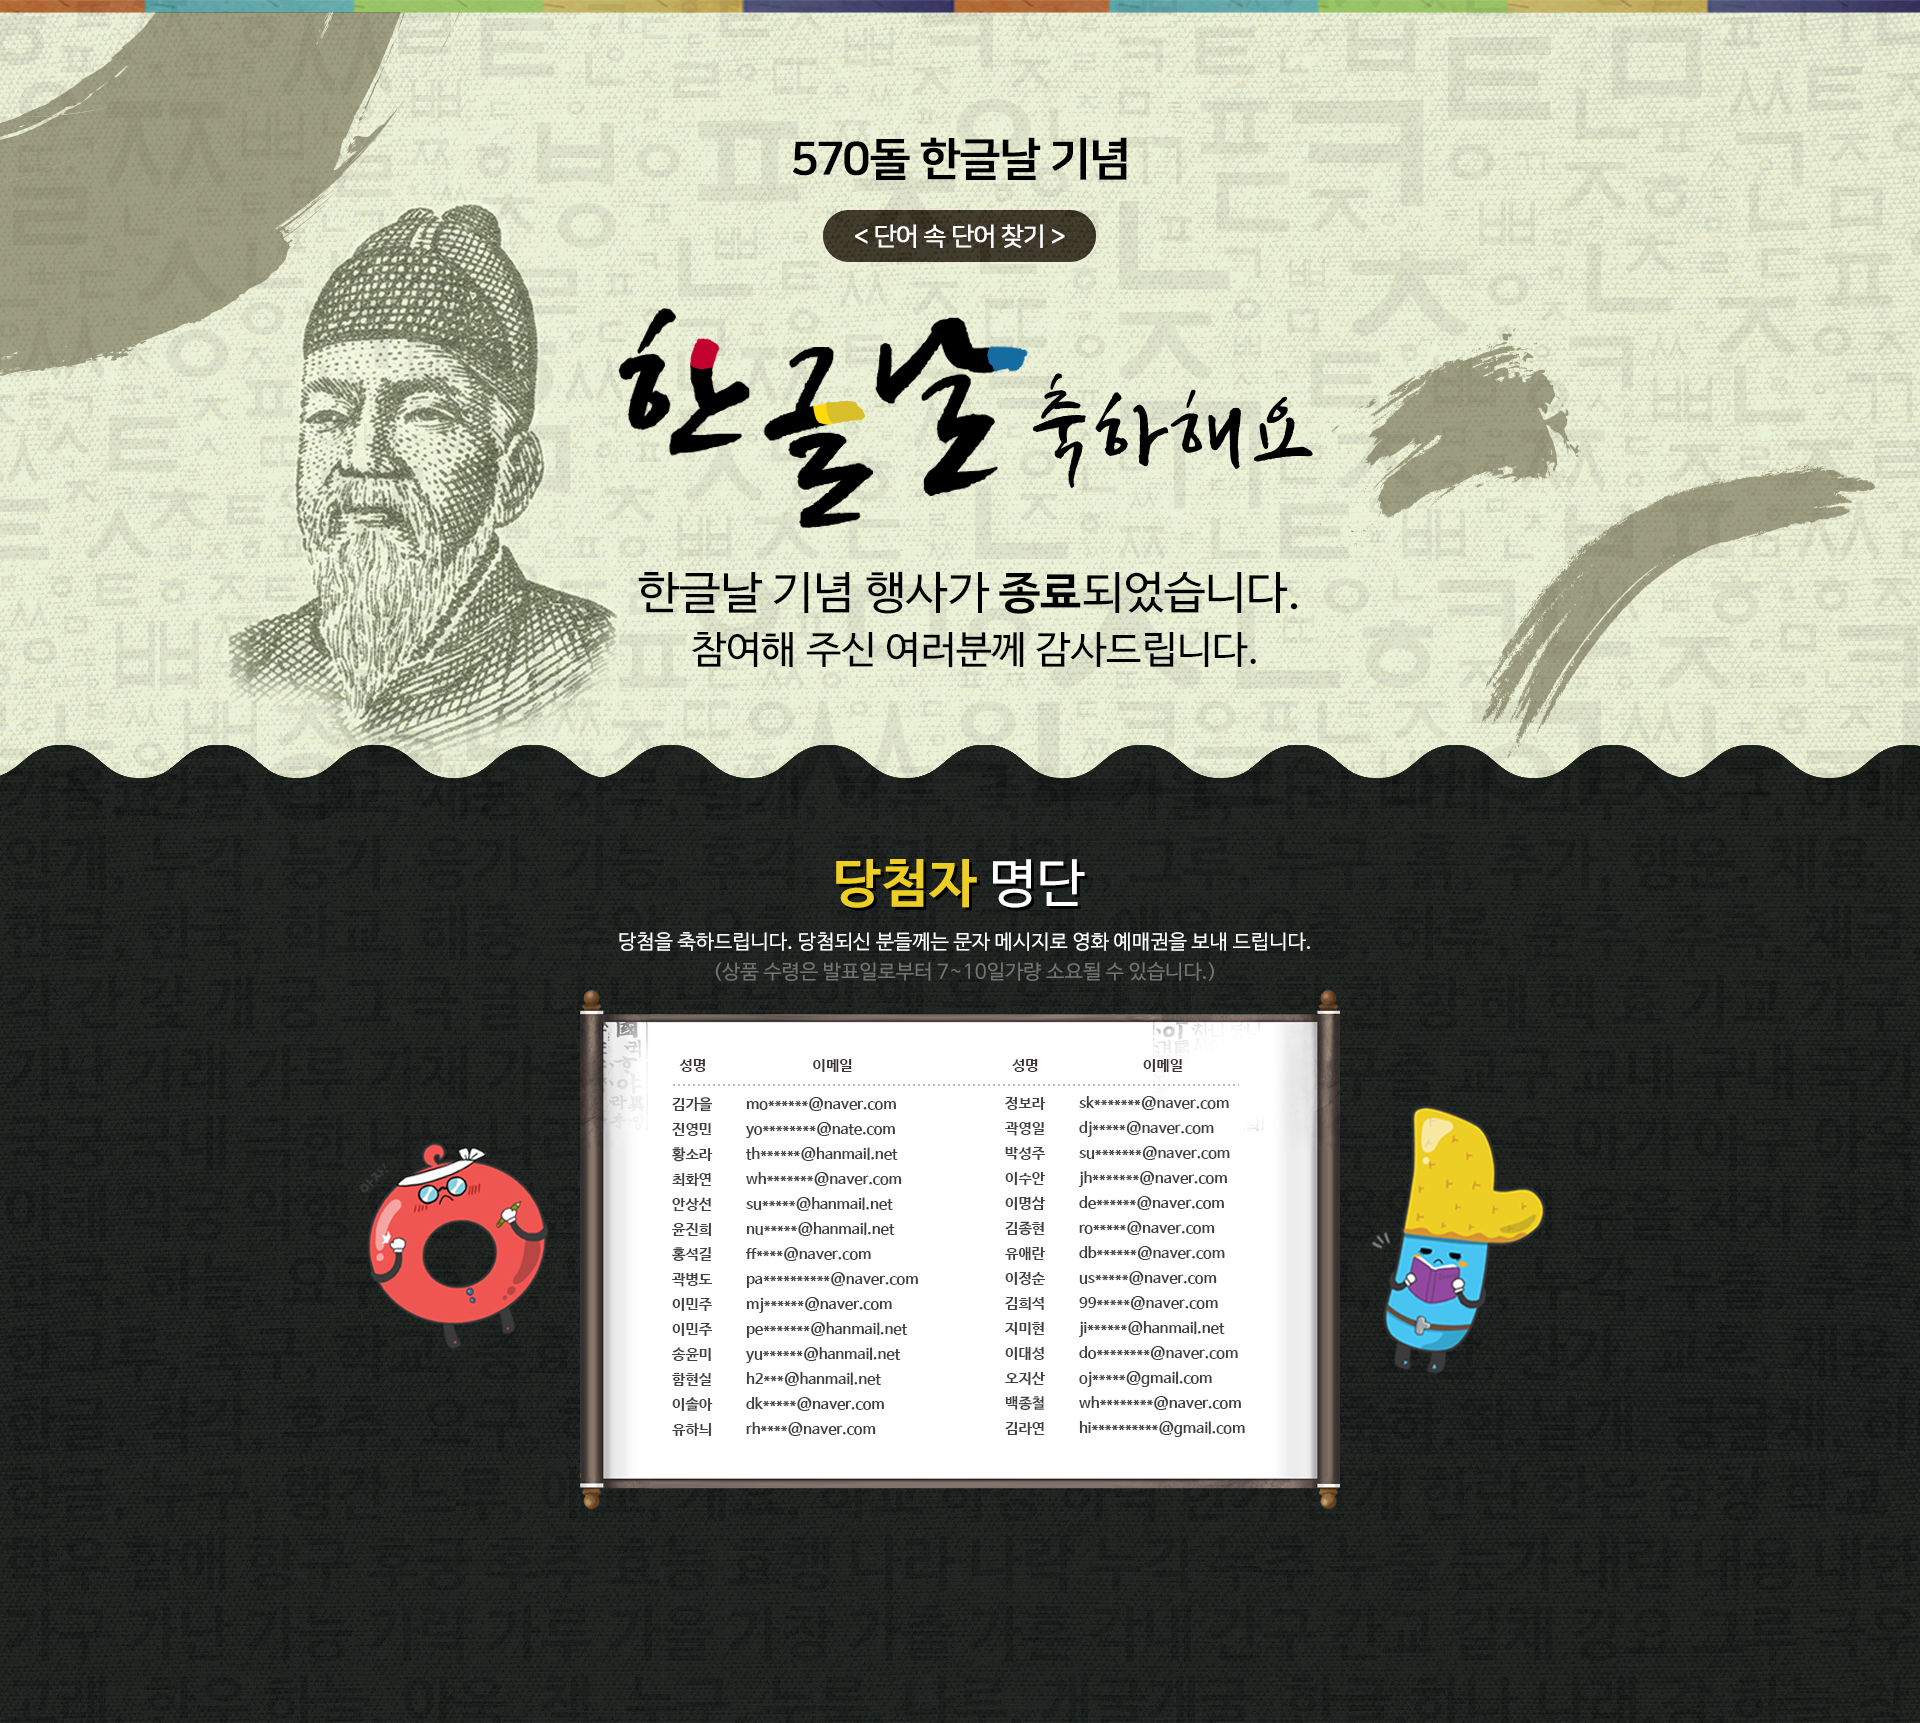 570돌 한글날 기념
< 단어 속 단어 찾기 >
한글날 축하해요
한글날 기념 행사가 종료되었습니다.
참여해 주신 여러분께 감사드립니다.
당첨자 명단
당첨을 축하드립니다. 당첨되신 분들께는 문자 메시지로 영화 예매권을 보내 드립니다.
(상품 수령은 발표일로부터 7~10일가량 소요될 수 있습니다.)
성명 이메일 성명 이메일
김가을 mo******@naver.com 정보라 sk*******@naver.com
진영민 yo********@nate.com 곽영일 dj*****@naver.com
황소라 th******@hanmail.net 박성주 su*******@naver.com
최화연 wh*******@naver.com 이수안 jh*******@naver.com
안상선 su*****@hanmail.net 이명삼 de******@naver.com
윤진희 nu*****@hanmail.net 김종현 ro*****@naver.com
홍석길 ff****@naver.com 유애란 db******@naver.com
곽병도 pa**********@naver.com 이정순 us*****@naver.com
이민주 mj******@naver.com 김희석 99*****@naver.com
이민주 pe*******@hanmail.net 지미현 ji******@hanmail.net
송윤미 yu******@hanmail.net 이대성 do********@naver.com
함현실 h2***@hanmail.net 오지산 oj*****@gmail.com
이솔아 dk*****@naver.com 백종철 wh********@naver.com
유하늬 rh****@naver.com 김라연 hi**********@gmail.com